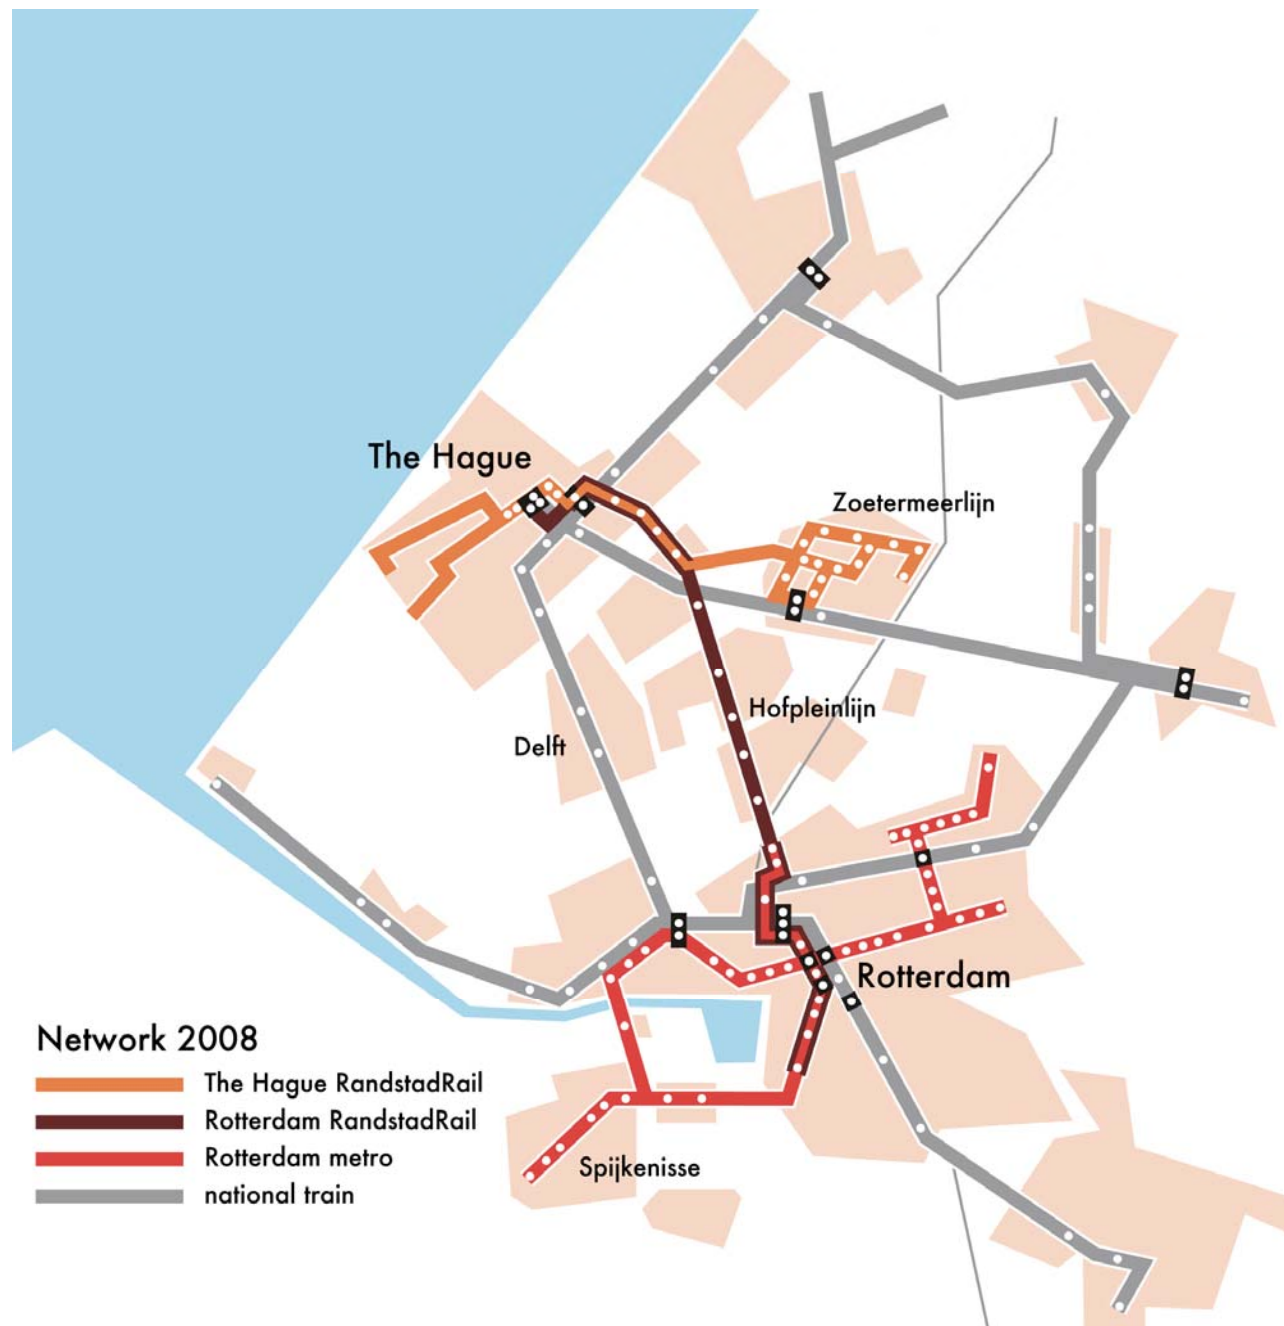 The Hague
Zoetermeerlijn
Hofpleinlijn
Delft
Rotterdam
Network 2008
The Hague RandstadRail
Rotterdam RandstadRail
Rotterdam metro
national train
Spijkenisse